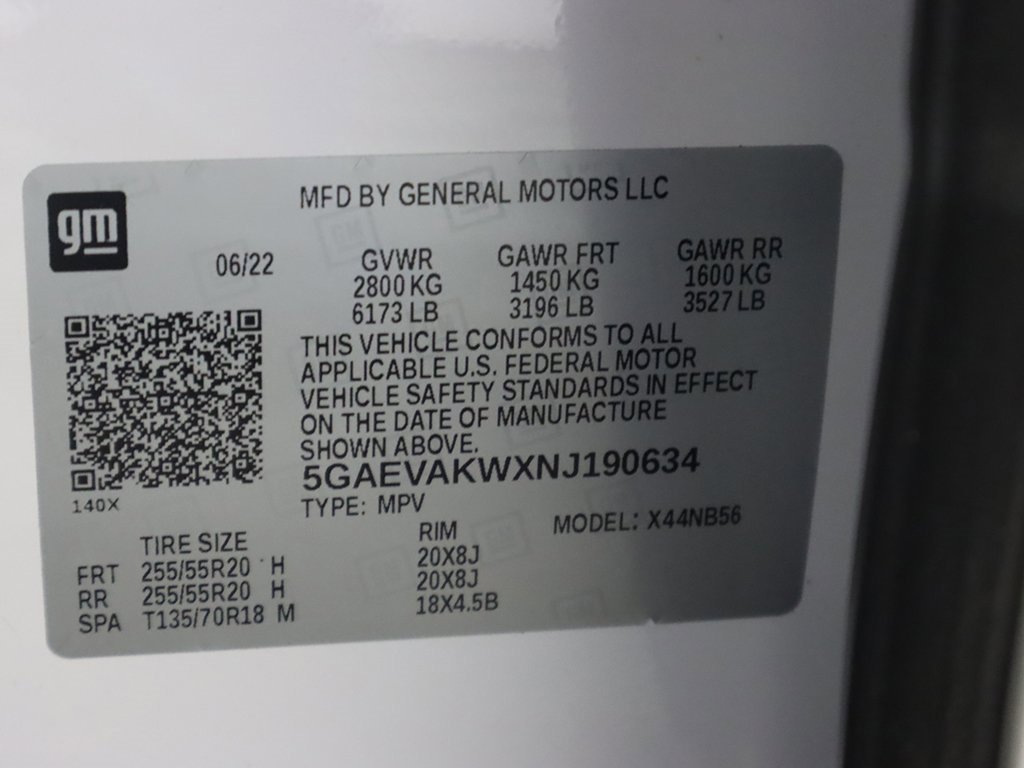 gm
MFD BY GENERAL MOTORS LLC
06/22 GVWR GAWR FRT GAWR RR
2800 KG 1450 KG 1600 KG
6173 LB 3196 LB 3527 LB
THIS VEHICLE CONFORMS TO ALL
APPLICABLE U.S. FEDERAL MOTOR
VEHICLE SAFETY STANDARDS IN EFFECT
ON THE DATE OF MANUFACTURE
SHOWN ABOVE.
5GAEVAKWXNJ190634
140X
TYPE: MPV MODEL: X44NB56
TIRE SIZE RIM
FRT 255/55R20 H 20X8J
RR 255/55R20 H 20X8J
SPA T135/70R18 M 18X4.5B